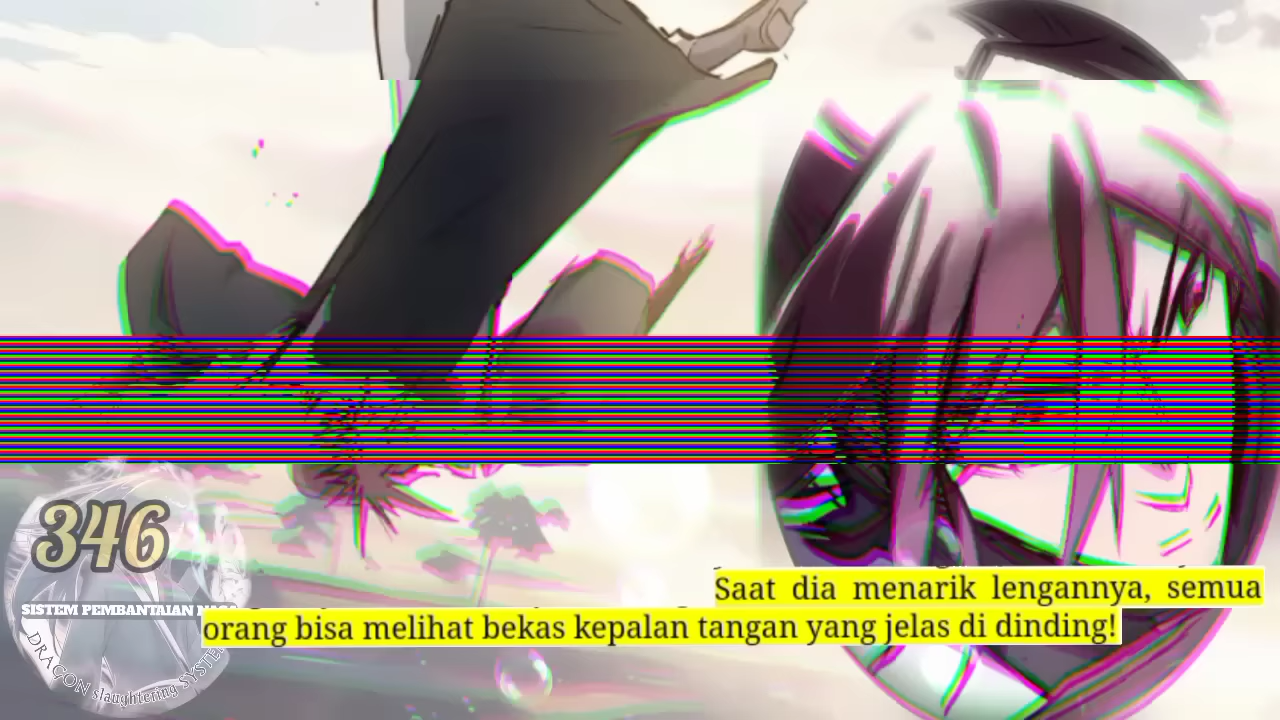 346
SISTEM PEMBANTAIAN NAGA
DRAGON slaughtering SYSTEM
Saat dia menarik lengannya, semua
orang bisa melihat bekas kepalan tangan yang jelas di dinding!